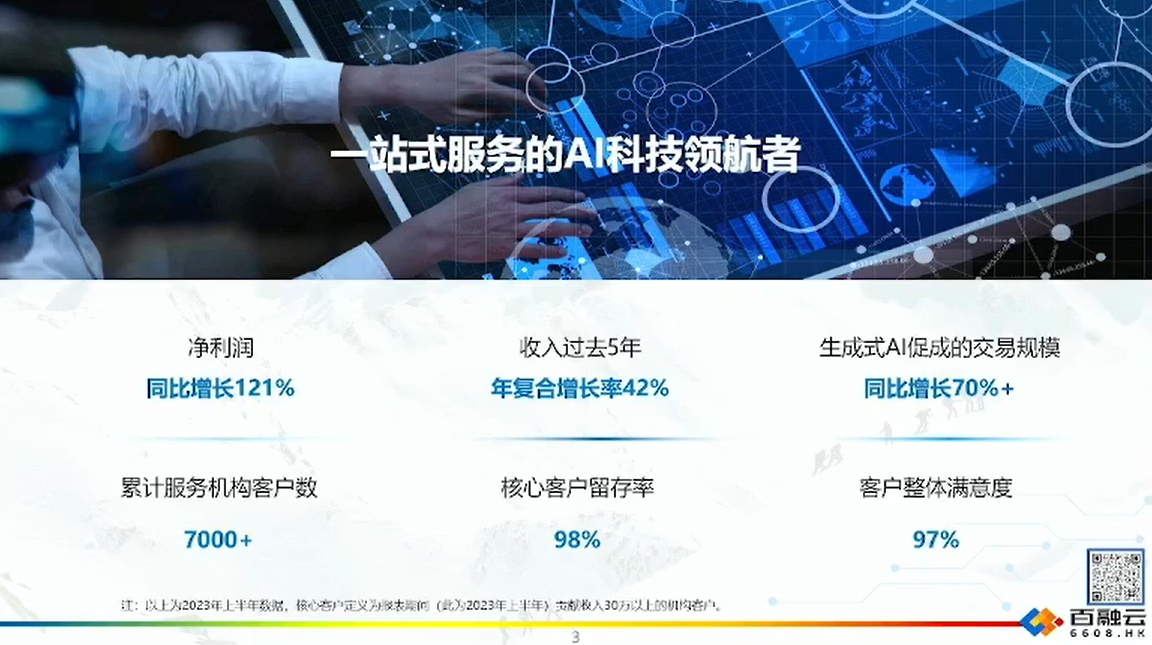 一站式服务的AI科技领航者
净利润
同比增长121%
收入过去5年
年复合增长率42%
生成式AI促成的交易规模
同比增长70%+
累计服务机构客户数
7000+
核心客户留存率
98%
客户整体满意度
97%
注：以上为2023年上半年数据，核心客户定义为报表期间（此为2023年上半年）贡献收入30万以上的机构客户。
百融云
6608.HK
3